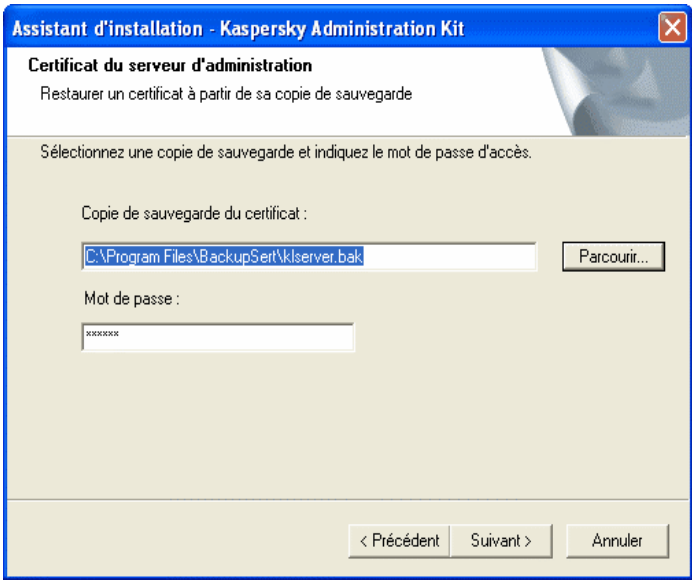 Assistant d'installation - Kaspersky Administration Kit
Certificat du serveur d'administration
Restaurer un certificat à partir de sa copie de sauvegarde
Sélectionnez une copie de sauvegarde et indiquez le mot de passe d'accès.
Copie de sauvegarde du certificat :
C:\Program Files\BackupSert\klserver.bak
Parcourir...
Mot de passe :
xxxxxx
< Précédent
Suivant >
Annuler